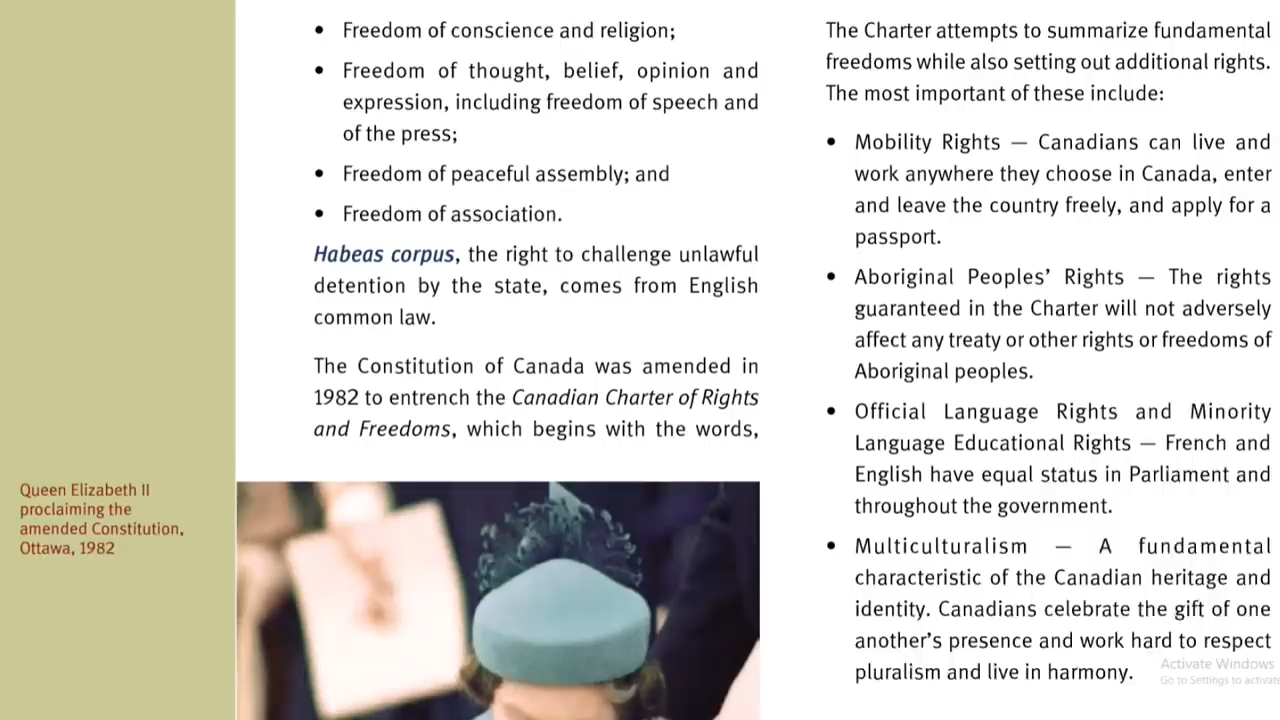 • Freedom of conscience and religion;
• Freedom of thought, belief, opinion and
expression, including freedom of speech and
of the press;
• Freedom of peaceful assembly; and
• Freedom of association.
Habeas corpus, the right to challenge unlawful
detention by the state, comes from English
common law.
The Constitution of Canada was amended in
1982 to entrench the Canadian Charter of Rights
and Freedoms, which begins with the words,
Queen Elizabeth II
proclaiming the
amended Constitution,
Ottawa, 1982
The Charter attempts to summarize fundamental
freedoms while also setting out additional rights.
The most important of these include:
• Mobility Rights — Canadians can live and
work anywhere they choose in Canada, enter
and leave the country freely, and apply for a
passport.
• Aboriginal Peoples’ Rights — The rights
guaranteed in the Charter will not adversely
affect any treaty or other rights or freedoms of
Aboriginal peoples.
• Official Language Rights and Minority
Language Educational Rights — French and
English have equal status in Parliament and
throughout the government.
• Multiculturalism — A fundamental
characteristic of the Canadian heritage and
identity. Canadians celebrate the gift of one
another’s presence and work hard to respect
pluralism and live in harmony.
Activate Windows
Go to Settings to activate